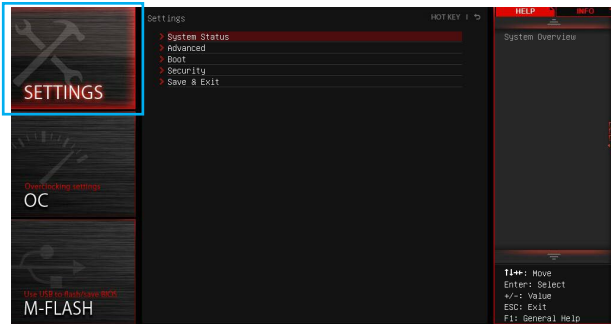 Settings
HOT KEY
HELP
INFO
> System Status
> Advanced
> Boot
> Security
> Save & Exit
System Overview
SETTINGS
Overclocking settings
OC
Use USB to flash/save BIOS
M-FLASH
↑↓→←: Move
Enter: Select
+/-: Value
ESC: Exit
F1: General Help